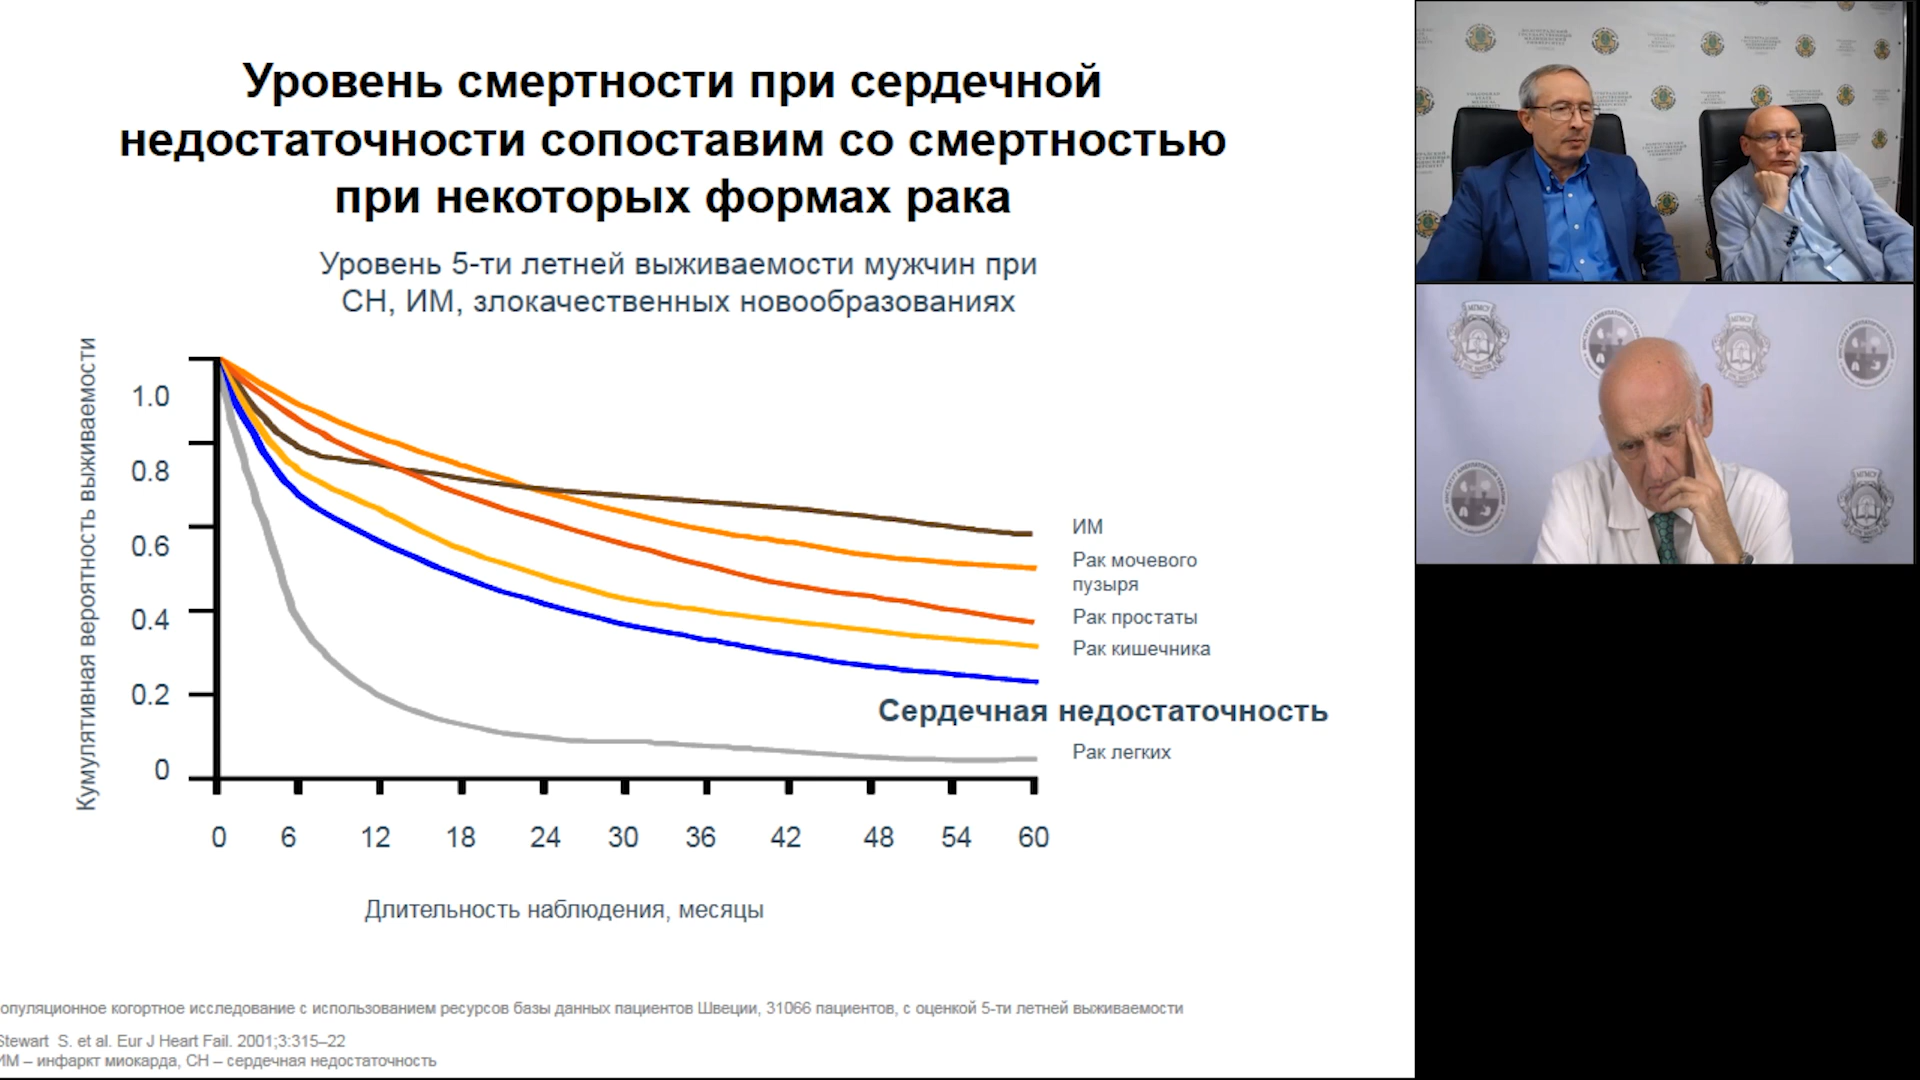 Уровень смертности при сердечной
недостаточности сопоставим со смертностью
при некоторых формах рака
Уровень 5-ти летней выживаемости мужчин при
СН, ИМ, злокачественных новообразованиях
Кумулятивная вероятность выживаемости
1.0
0.8
0.6
0.4
0.2
0
ИМ
Рак мочевого
пузыря
Рак простаты
Рак кишечника
Сердечная недостаточность
Рак легких
0 6 12 18 24 30 36 42 48 54 60
Длительность наблюдения, месяцы
опуляционное когортное исследование с использованием ресурсов базы данных пациентов Швеции, 31066 пациентов, с оценкой 5-ти летней выживаемости
Stewart S. et al. Eur J Heart Fail. 2001;3:315–22
ИМ – инфаркт миокарда, СН – сердечная недостаточность